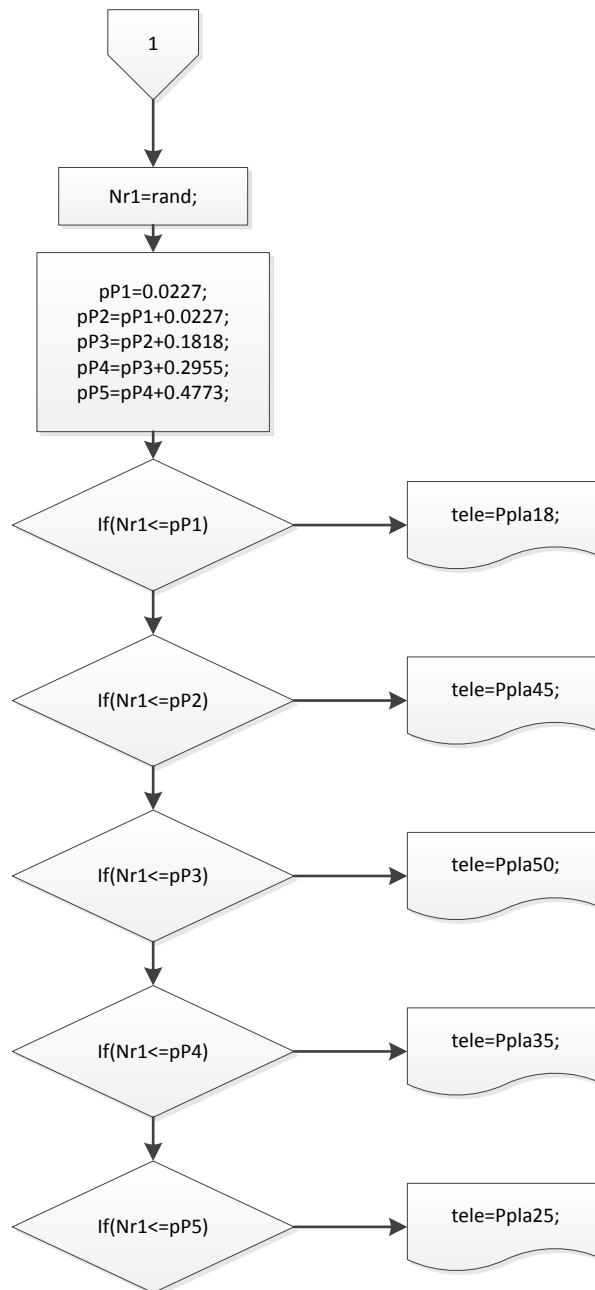 1
Nr1=rand;
pP1=0.0227;
pP2=pP1+0.0227;
pP3=pP2+0.1818;
pP4=pP3+0.2955;
pP5=pP4+0.4773;
If(Nr1<=pP1)
tele=Ppla18;
If(Nr1<=pP2)
tele=Ppla45;
If(Nr1<=pP3)
tele=Ppla50;
If(Nr1<=pP4)
tele=Ppla35;
If(Nr1<=pP5)
tele=Ppla25;